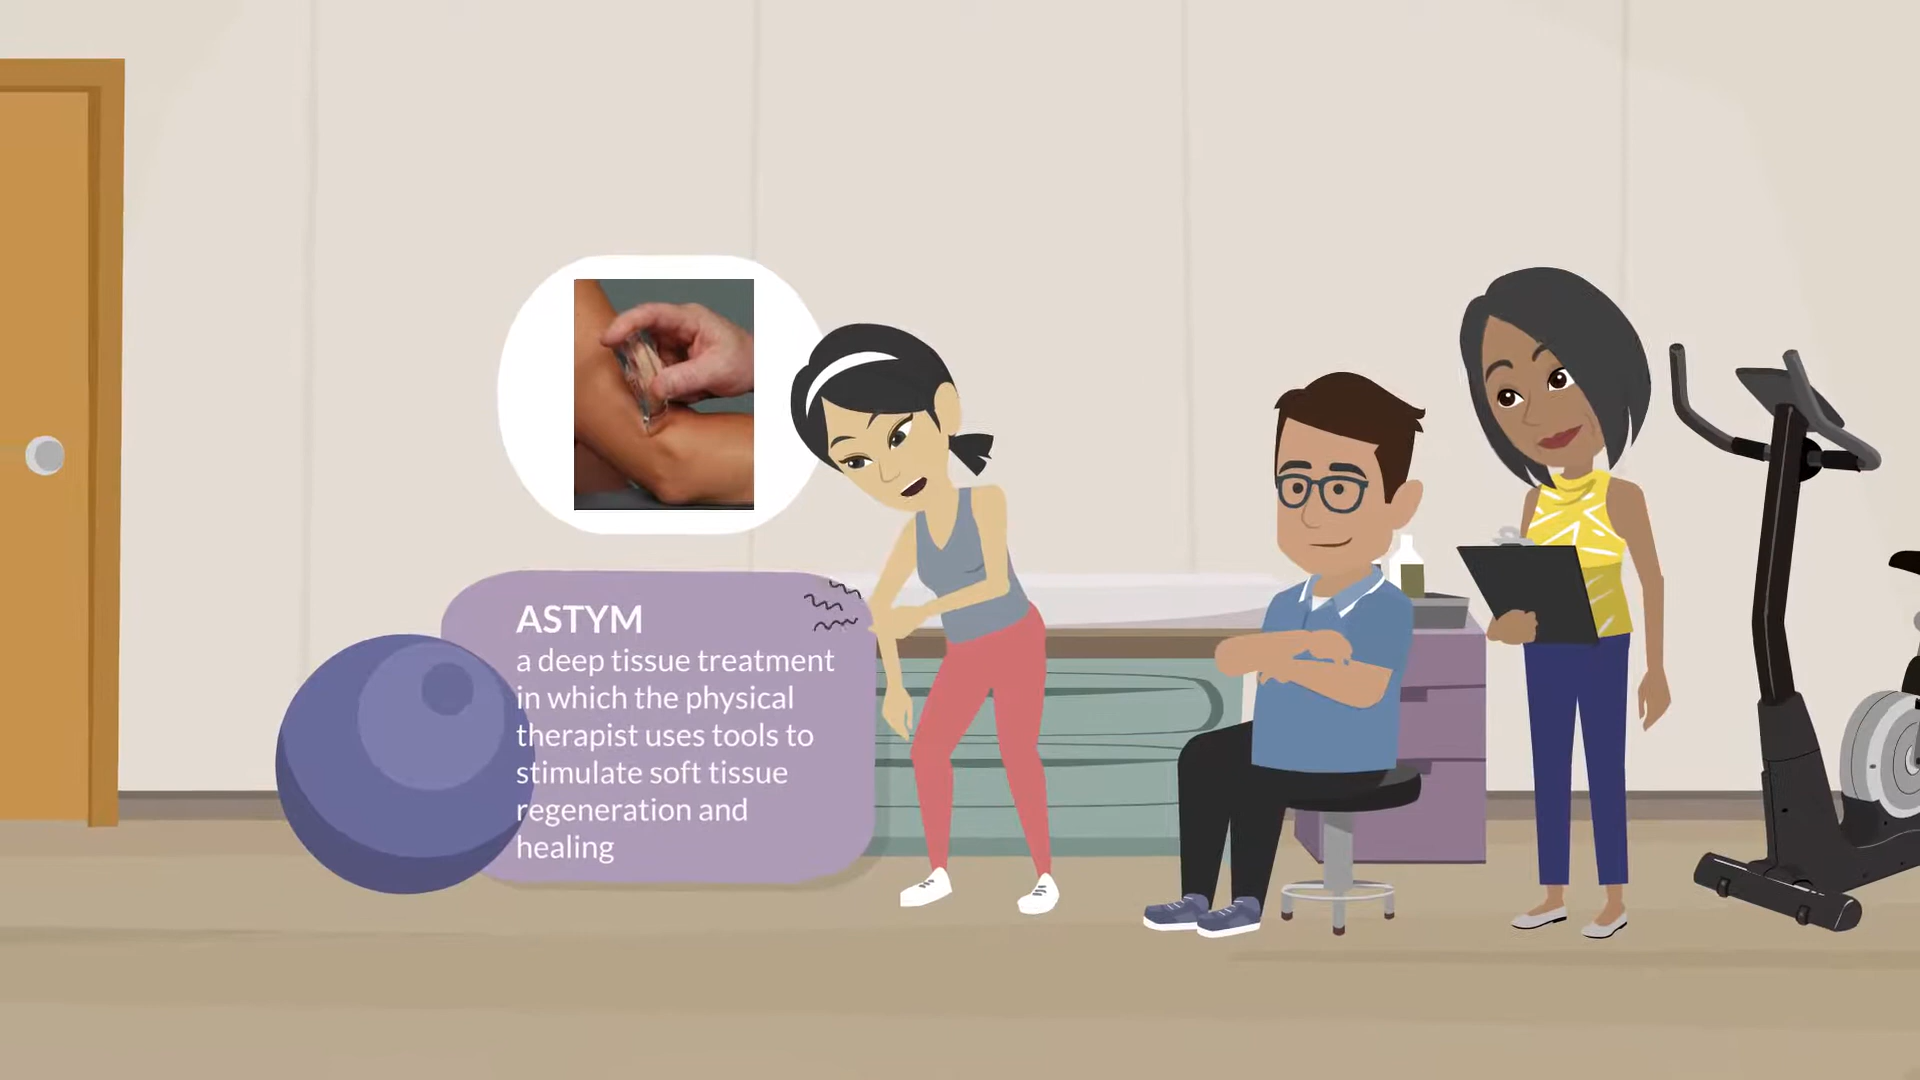 ASTYM
a deep tissue treatment
in which the physical
therapist uses tools to
stimulate soft tissue
regeneration and
healing